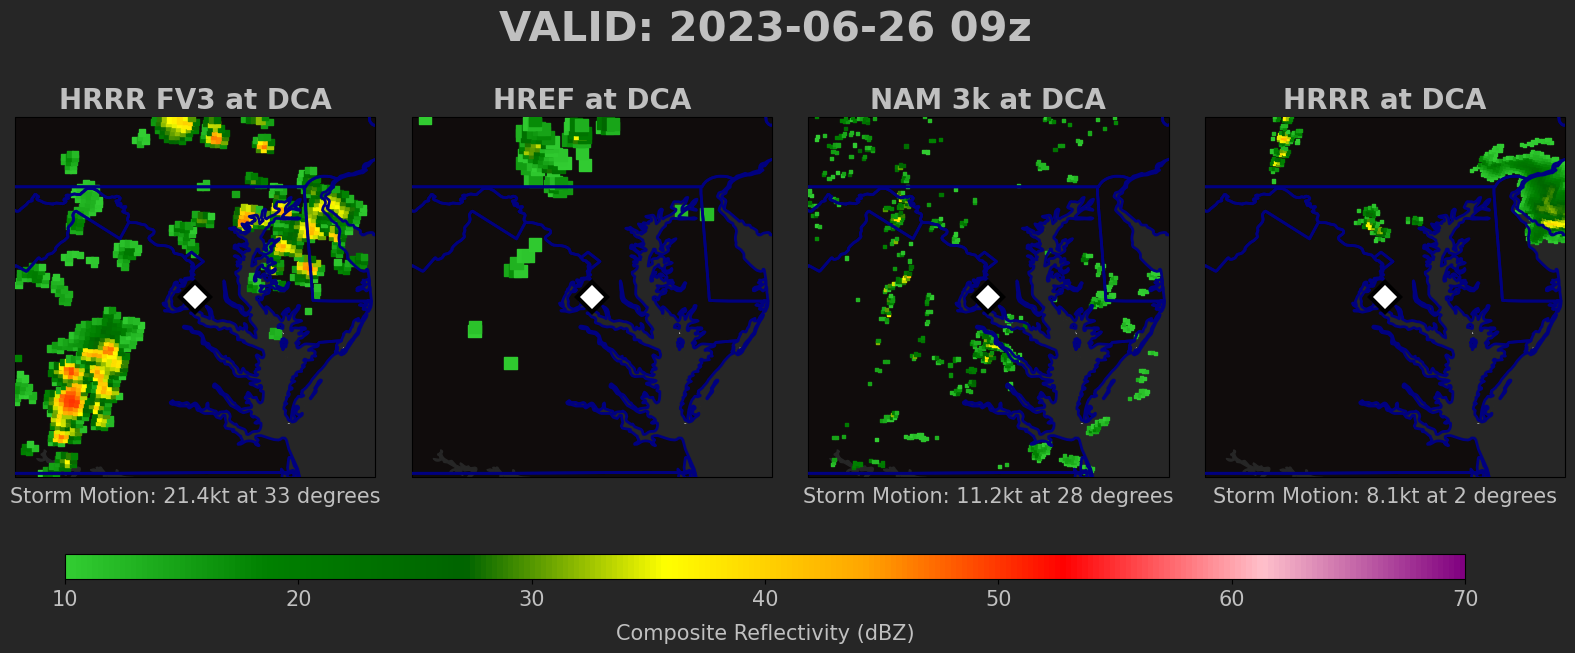 VALID: 2023-06-26 09z
HRRR FV3 at DCA
HREF at DCA
NAM 3k at DCA
HRRR at DCA
Storm Motion: 21.4kt at 33 degrees
Storm Motion: 11.2kt at 28 degrees
Storm Motion: 8.1kt at 2 degrees
10 20 30 40 50 60 70
Composite Reflectivity (dBZ)